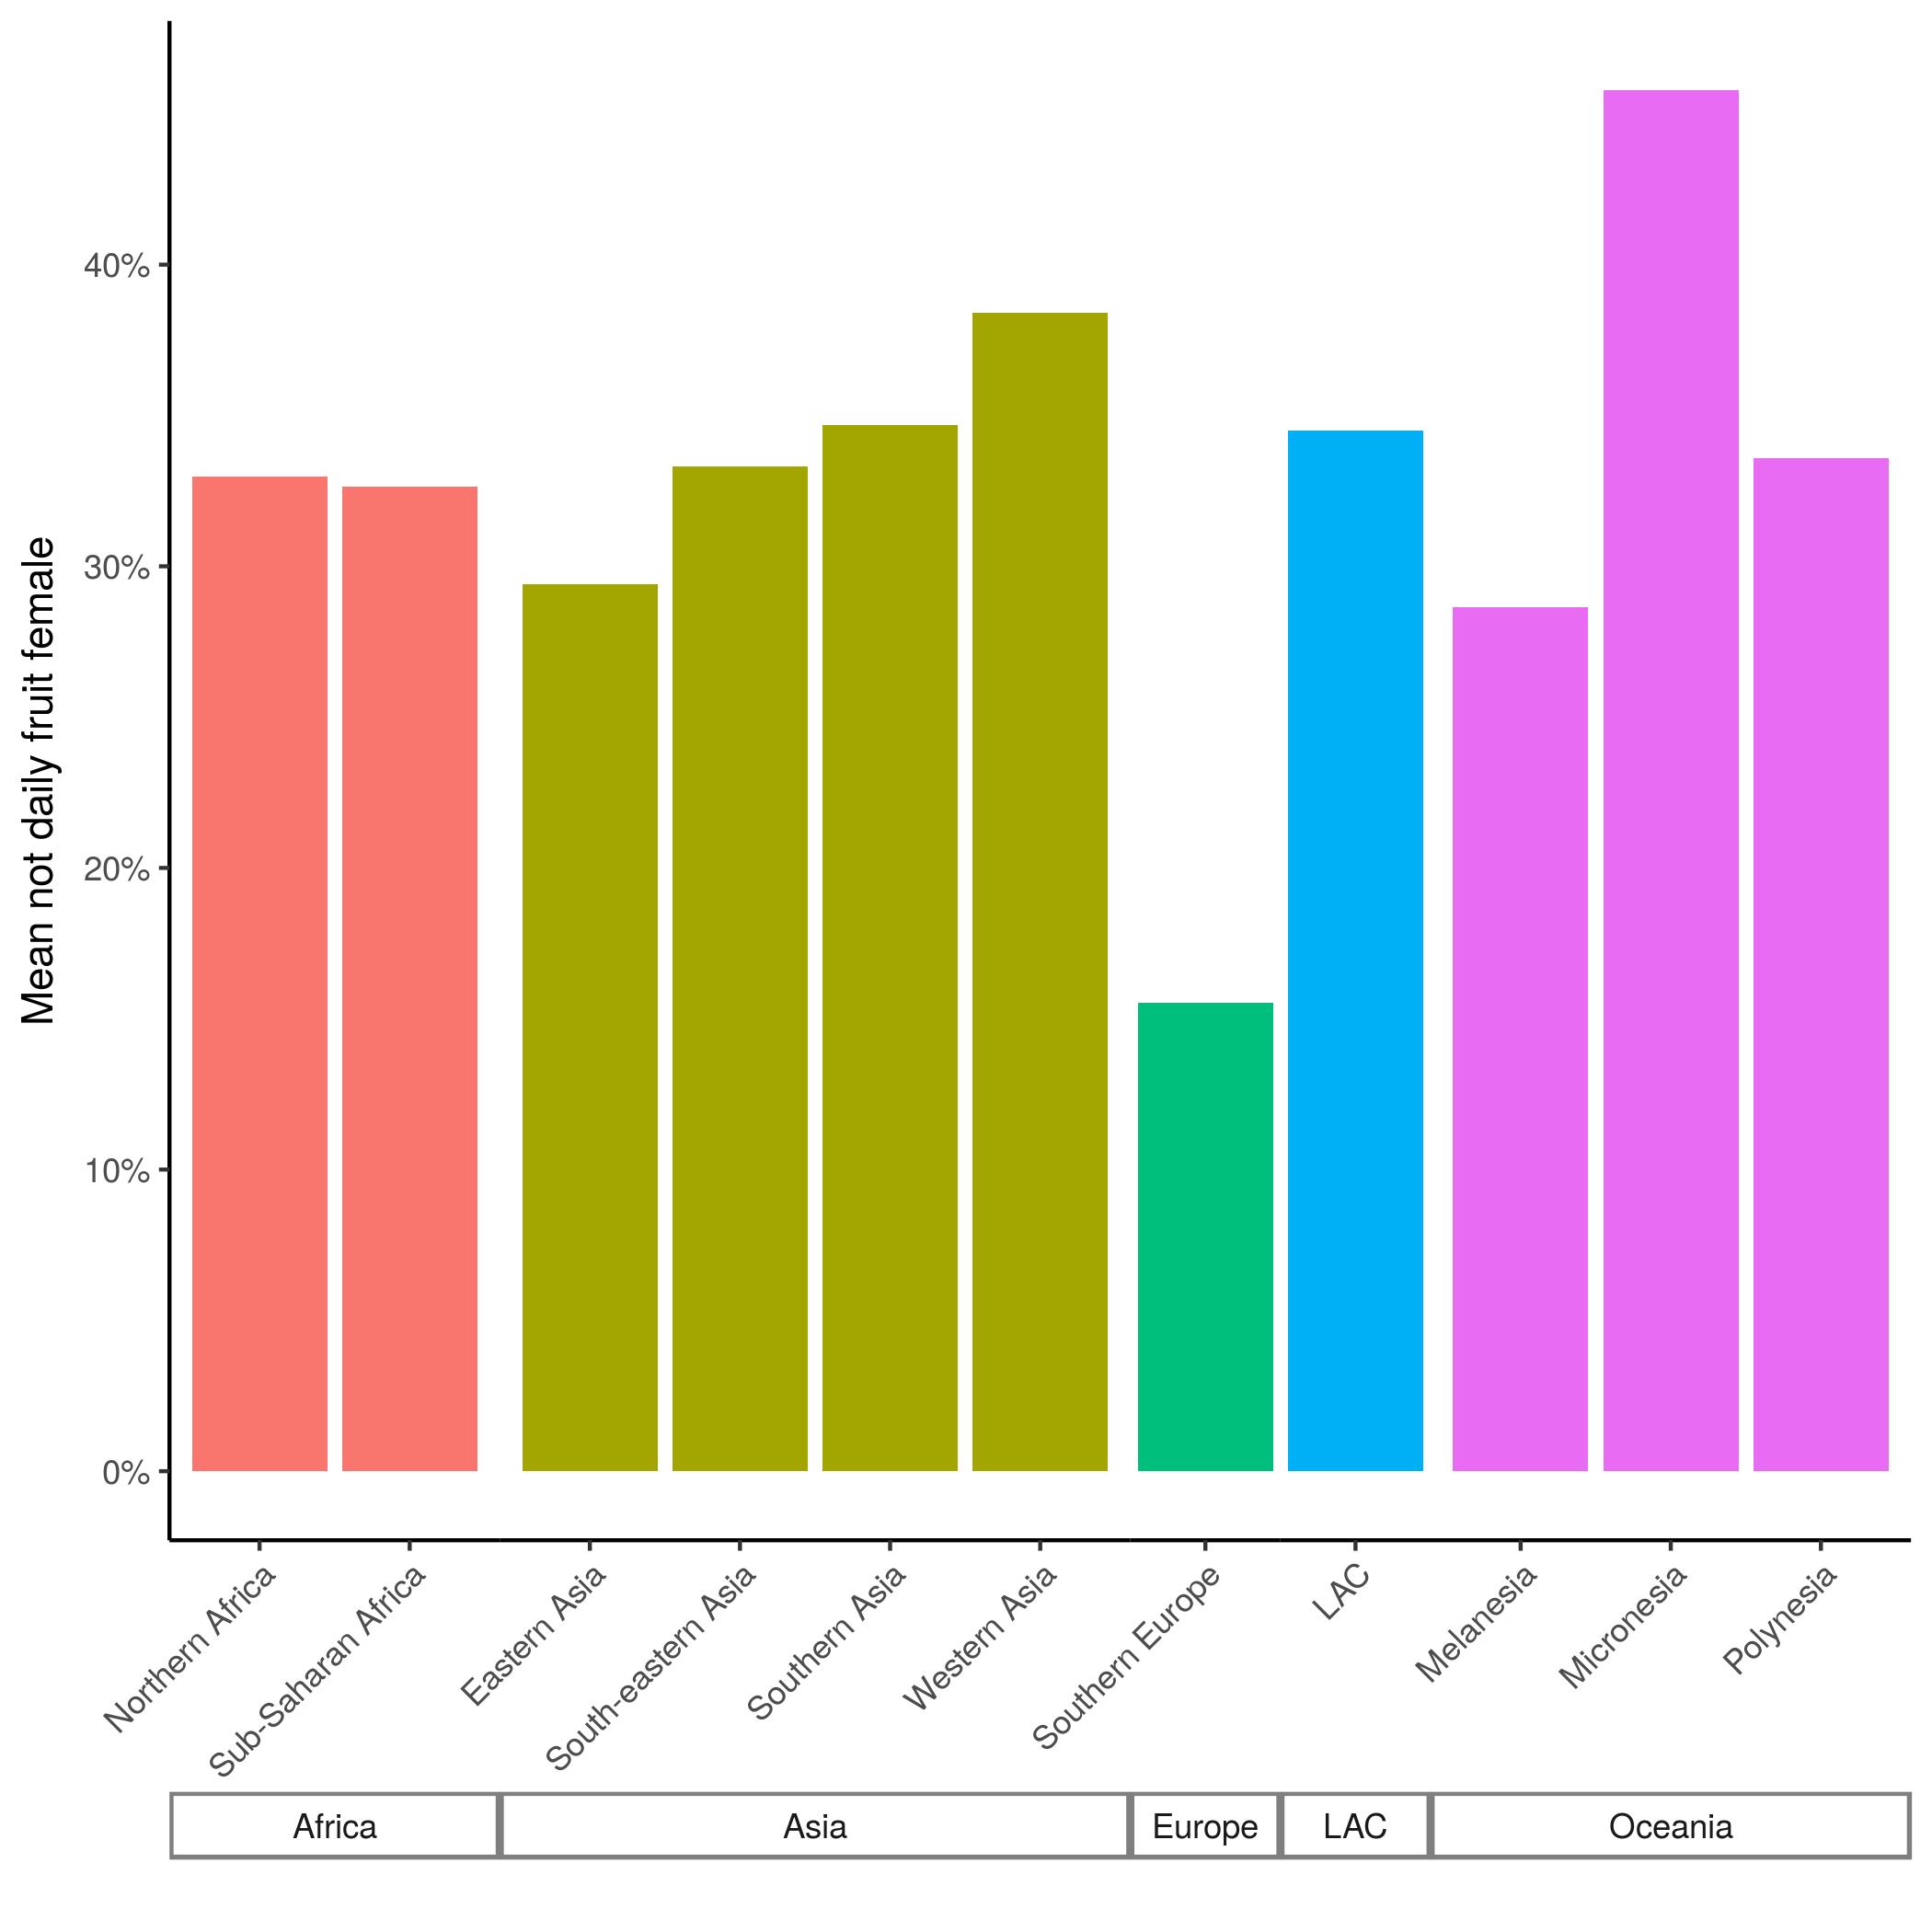 Mean not daily fruit female
40%
30%
20%
10%
0%
Northern Africa
Sub-Saharan Africa
Eastern Asia
South-eastern Asia
Southern Asia
Western Asia
Southern Europe
LAC
Melanesia
Micronesia
Polynesia
Africa
Asia
Europe
LAC
Oceania